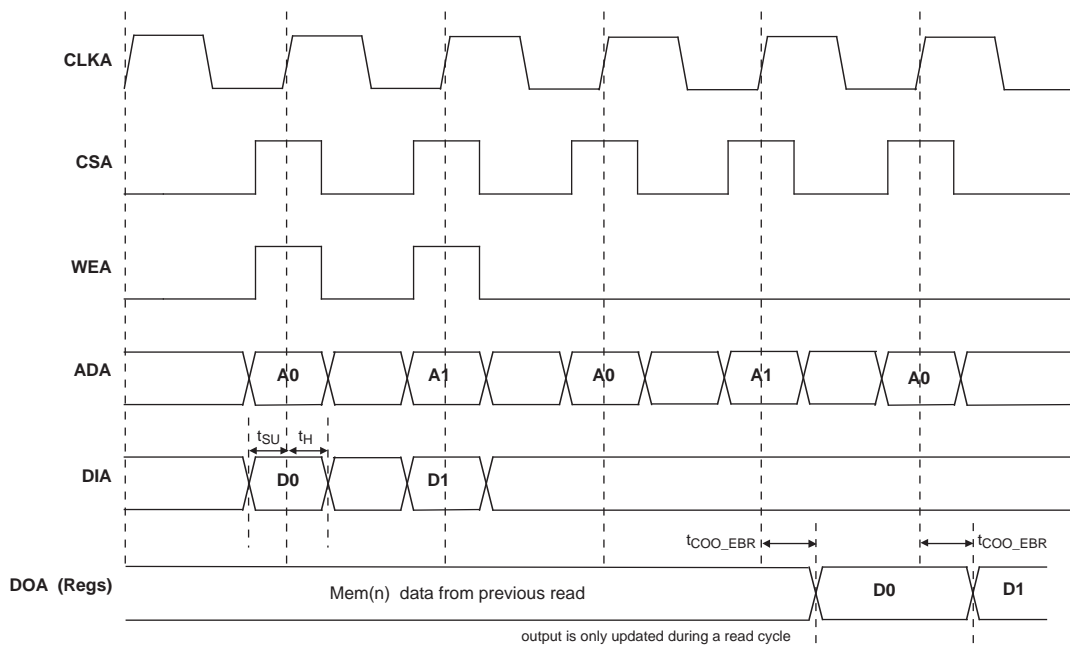 CLKA
CSA
WEA
ADA
A0
A1
A0
A1
A0
tSU
tH
DIA
D0
D1
tCOO_EBR
tCOO_EBR
DOA (Regs)
Mem(n) data from previous read
D0
D1
output is only updated during a read cycle